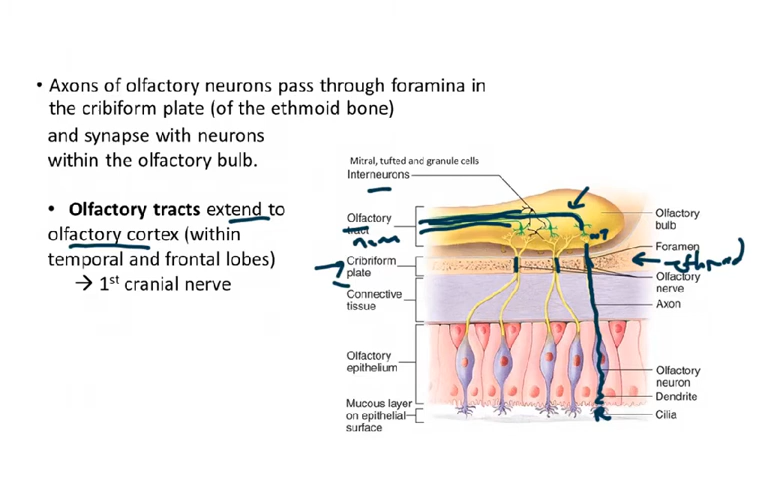 • Axons of olfactory neurons pass through foramina in
the cribiform plate (of the ethmoid bone)
and synapse with neurons
within the olfactory bulb.
• Olfactory tracts extend to
olfactory cortex (within
temporal and frontal lobes)
→ 1st cranial nerve
Mitral, tufted and granule cells
Interneurons
Olfactory
tract
Cribriform
plate
Connective
tissue
Olfactory
epithelium
Mucous layer
on epithelial
surface
Olfactory
bulb
Foramen
Olfactory
nerve
Axon
Olfactory
neuron
Dendrite
Cilia